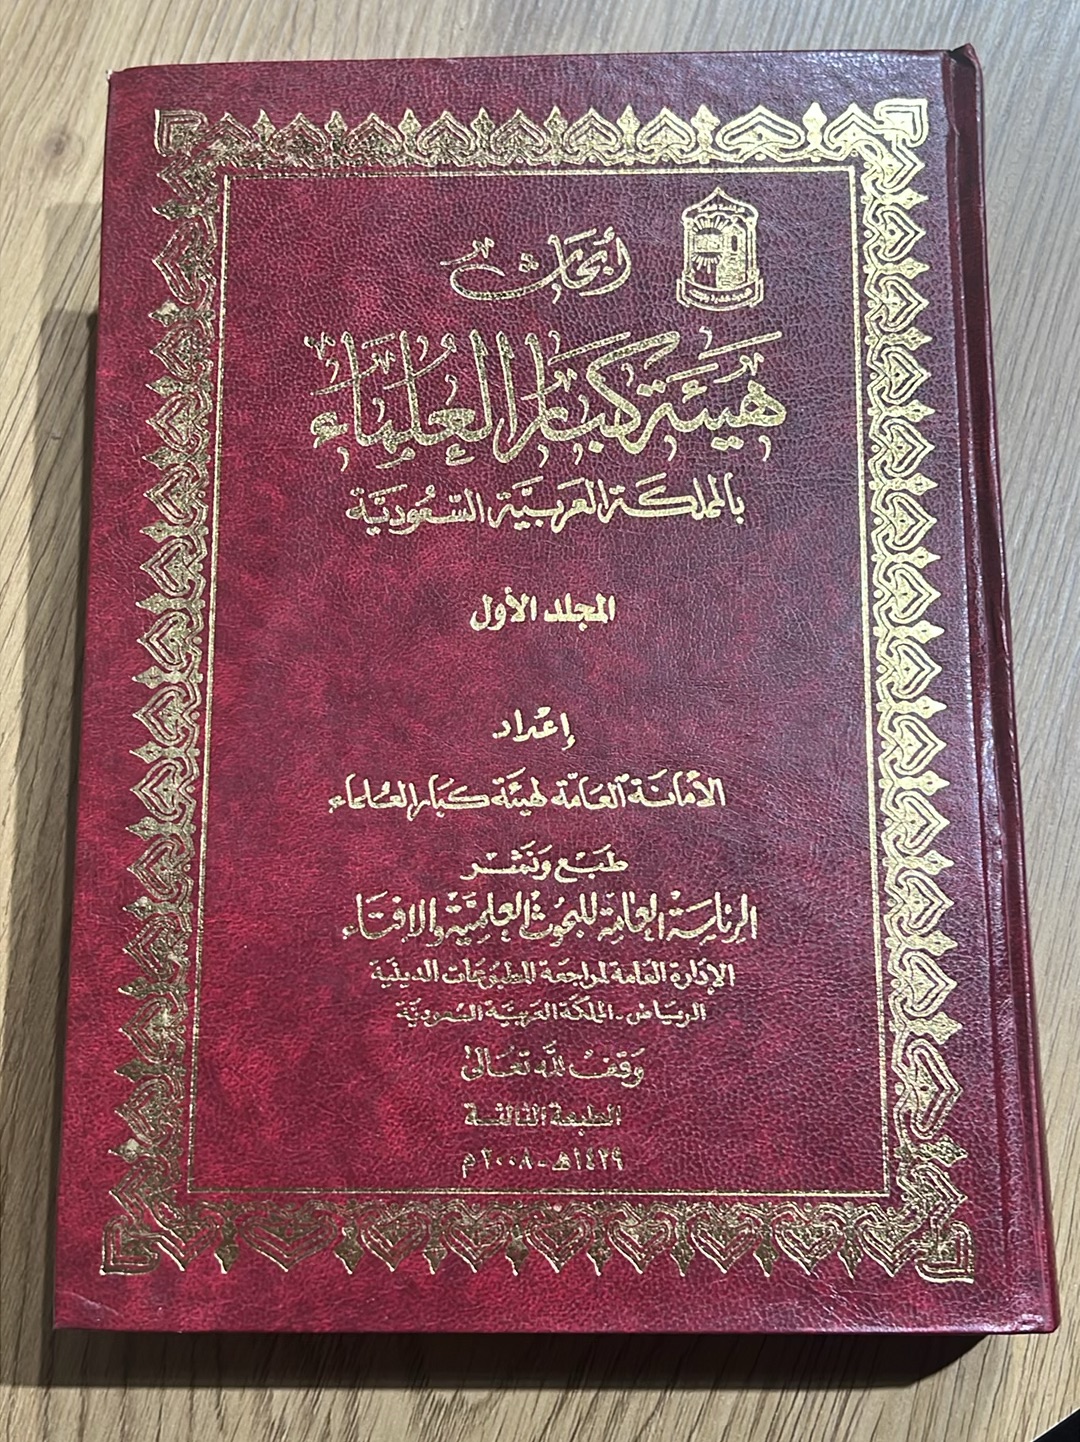 أبحاث
هيئة كبار العلماء
بالمملكة العربية السعودية
المجلد الأول
إعداد
الأمانة العامة لهيئة كبار العلماء
طبع ونشر
الرئاسة العامة للبحوث العلمية والإفتاء
الإدارة العامة لمراجعة المطبوعات الدينية
الرياض - المملكة العربية السعودية
وقف لله تعالى
الطبعة الثالثة
١٤٢٩هـ - ٢٠٠٨م